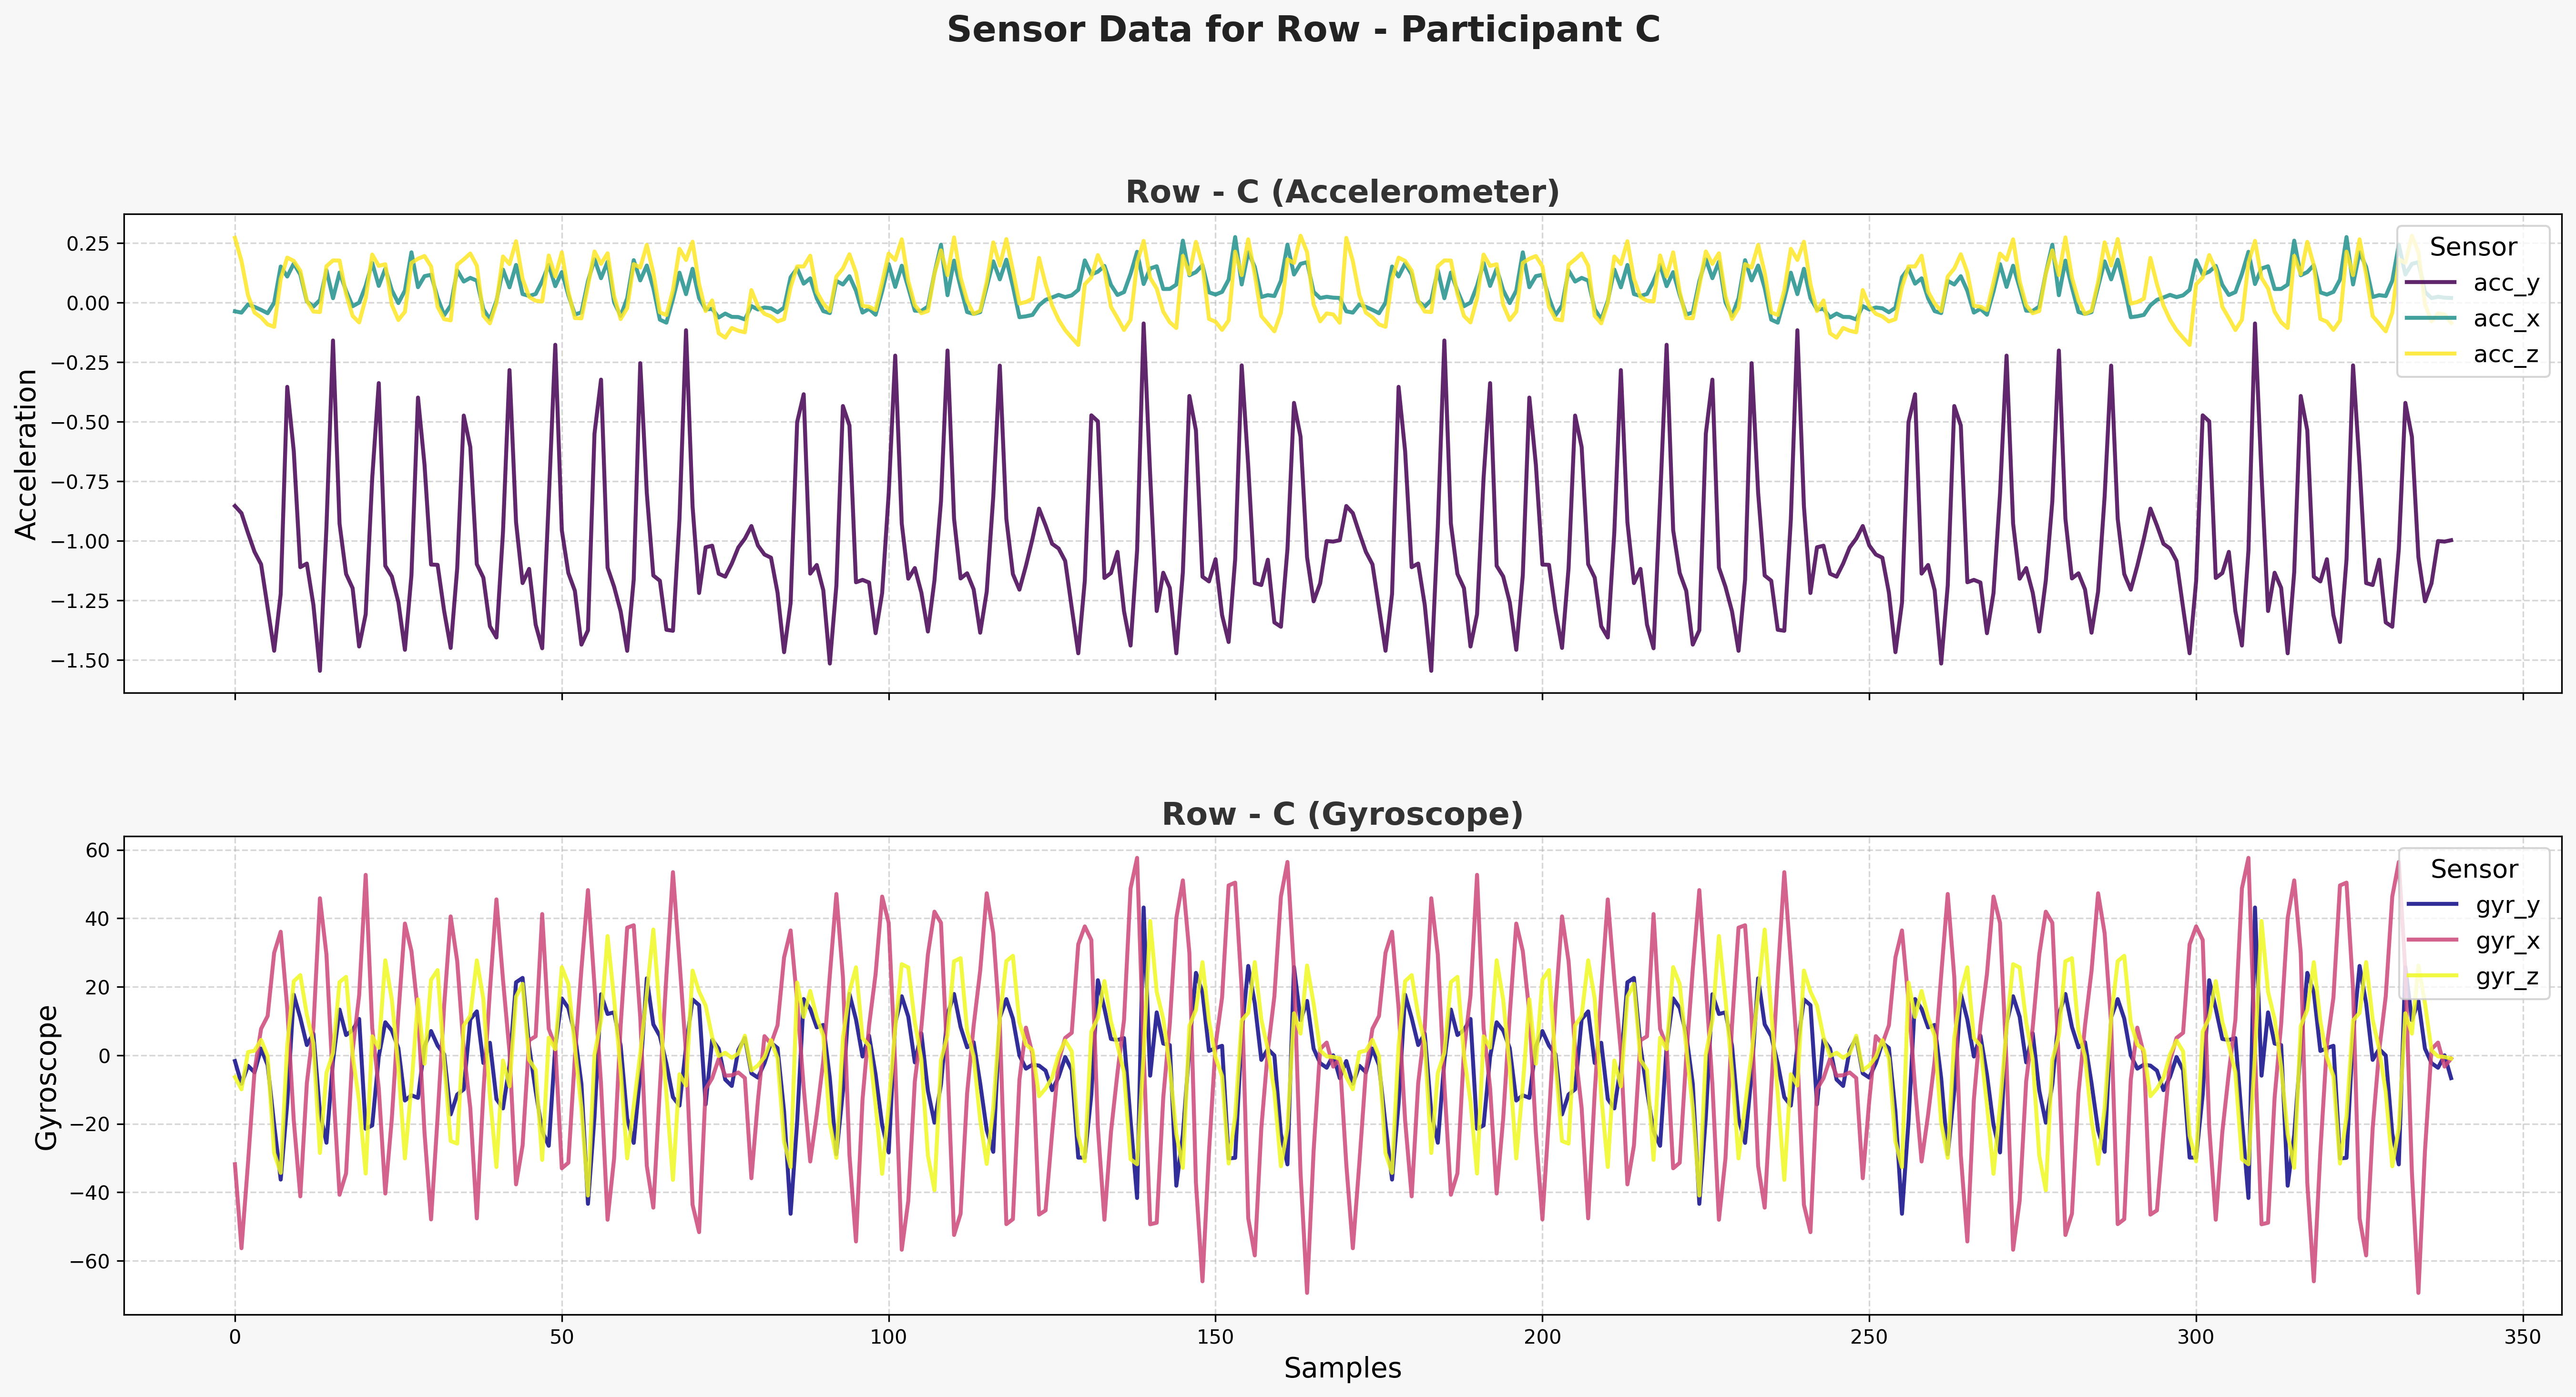 Sensor Data for Row - Participant C
Row - C (Accelerometer)
Acceleration
0.25
0.00
−0.25
−0.50
−0.75
−1.00
−1.25
−1.50
Sensor
acc_y
acc_x
acc_z
Row - C (Gyroscope)
Gyroscope
60
40
20
0
−20
−40
−60
Sensor
gyr_y
gyr_x
gyr_z
0 50 100 150 200 250 300 350
Samples